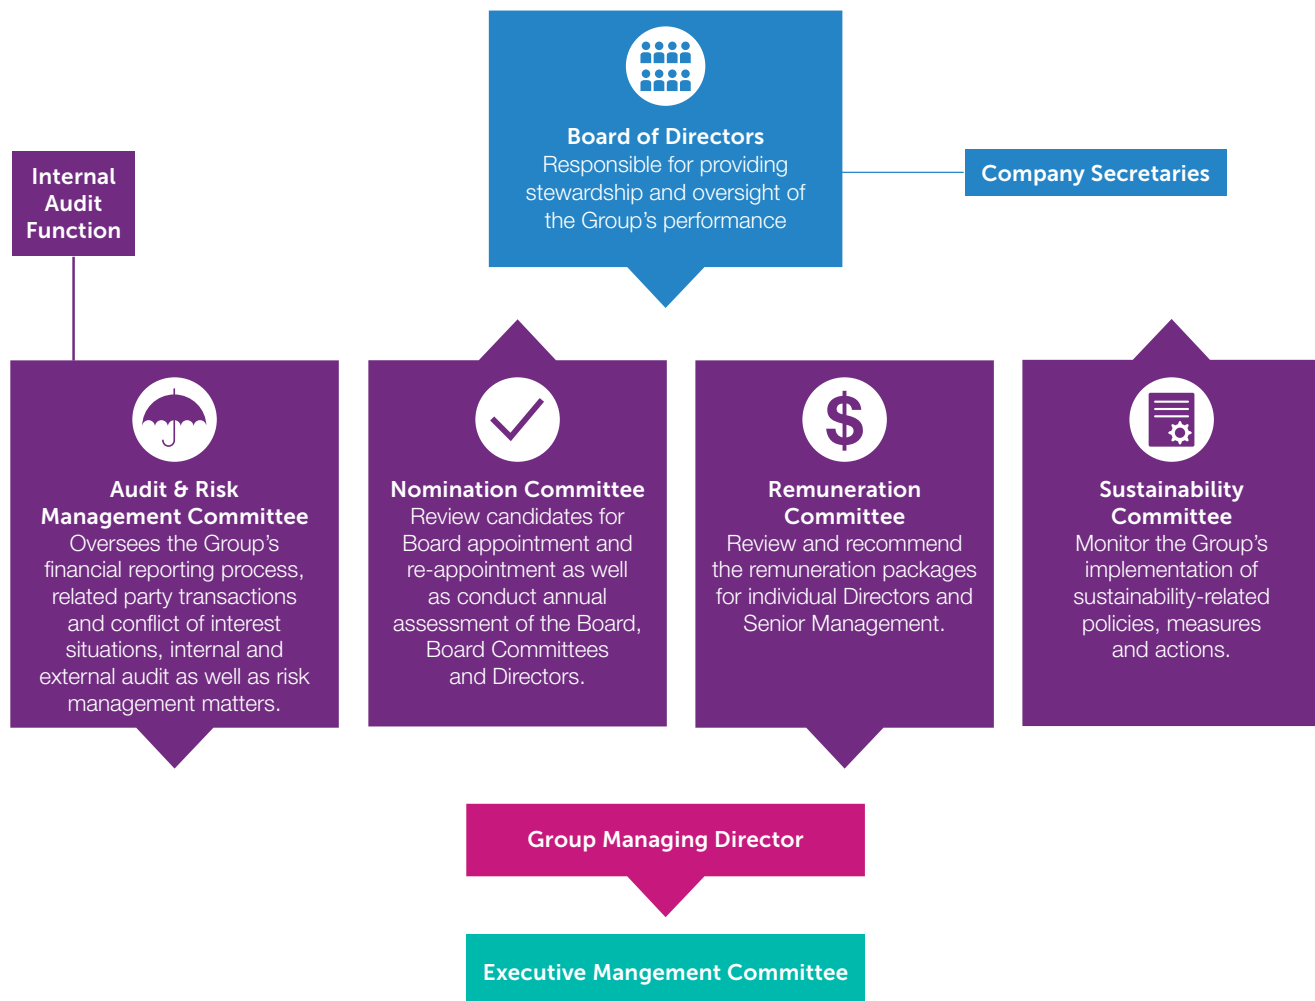 Board of Directors
Responsible for providing
stewardship and oversight of
the Group's performance
Company Secretaries
Internal
Audit
Function
Audit & Risk
Management Committee
Oversees the Group's
financial reporting process,
related party transactions
and conflict of interest
situations, internal and
external audit as well as risk
management matters.
Nomination Committee
Review candidates for
Board appointment and
re-appointment as well
as conduct annual
assessment of the Board,
Board Committees
and Directors.
$
Remuneration
Committee
Review and recommend
the remuneration packages
for individual Directors and
Senior Management.
Sustainability
Committee
Monitor the Group's
implementation of
sustainability-related
policies, measures
and actions.
Group Managing Director
Executive Mangement Committee